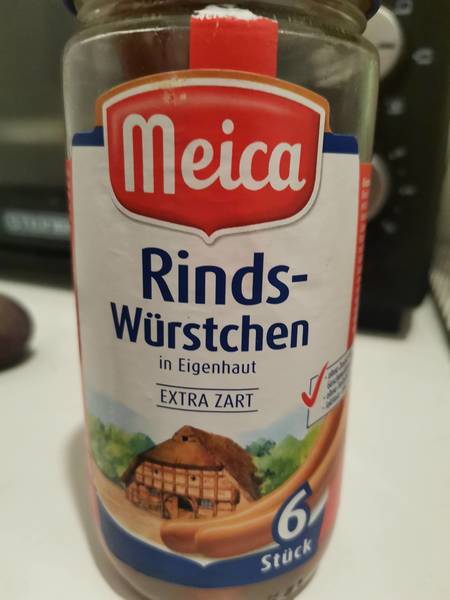 Meica
Rinds-
Würstchen
in Eigenhaut
EXTRA ZART
6
Stück